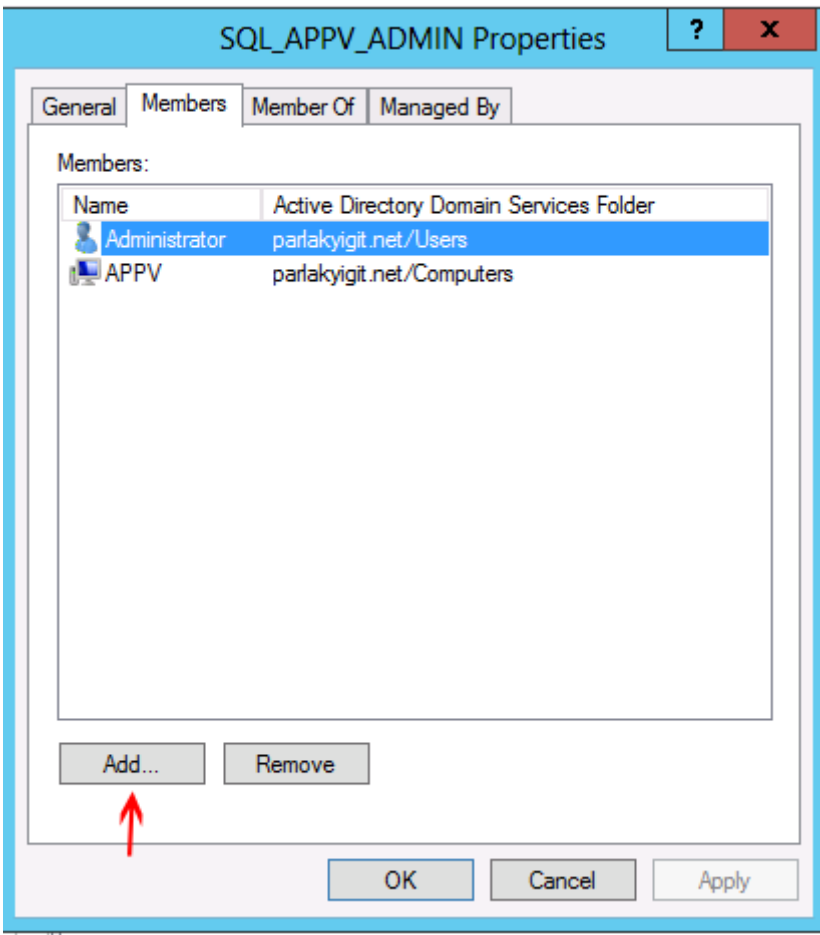 SQL_APPV_ADMIN Properties ? x
General Members Member Of Managed By
Members:
Name Active Directory Domain Services Folder
Administrator parlakyigit.net/Users
APPV parlakyigit.net/Computers
Add... Remove
OK Cancel Apply